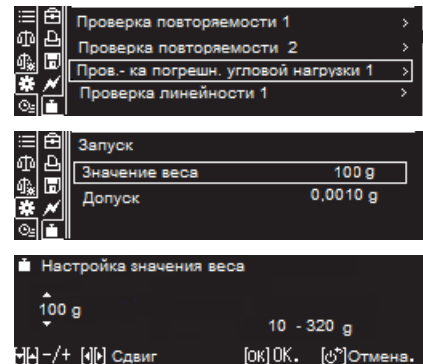 Проверка повторяемости 1 >
Проверка повторяемости 2 >
Пров.- ка погрешн. угловой нагрузки 1 >
Проверка линейности 1 >
Запуск
Значение веса 100 g
Допуск 0,0010 g
Настройка значения веса
100 g
10 - 320 g
-/+ Сдвиг [OK] OK. Отмена.